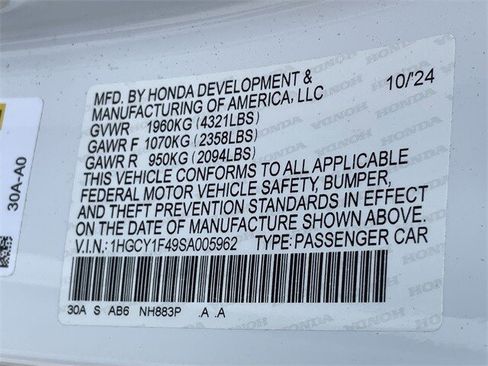 MFD. BY HONDA DEVELOPMENT & 10/'24
MANUFACTURING OF AMERICA, LLC
GVWR 1960KG (4321LBS)
GAWR F 1070KG (2358LBS)
GAWR R 950KG (2094LBS)
THIS VEHICLE CONFORMS TO ALL APPLICABLE
FEDERAL MOTOR VEHICLE SAFETY, BUMPER,
AND THEFT PREVENTION STANDARDS IN EFFECT
ON THE DATE OF MANUFACTURE SHOWN ABOVE.
V.I.N.: 1HGCY1F49SA005962 TYPE: PASSENGER CAR
30A S AB6 NH883P .A .A
30A-A0
HONDA